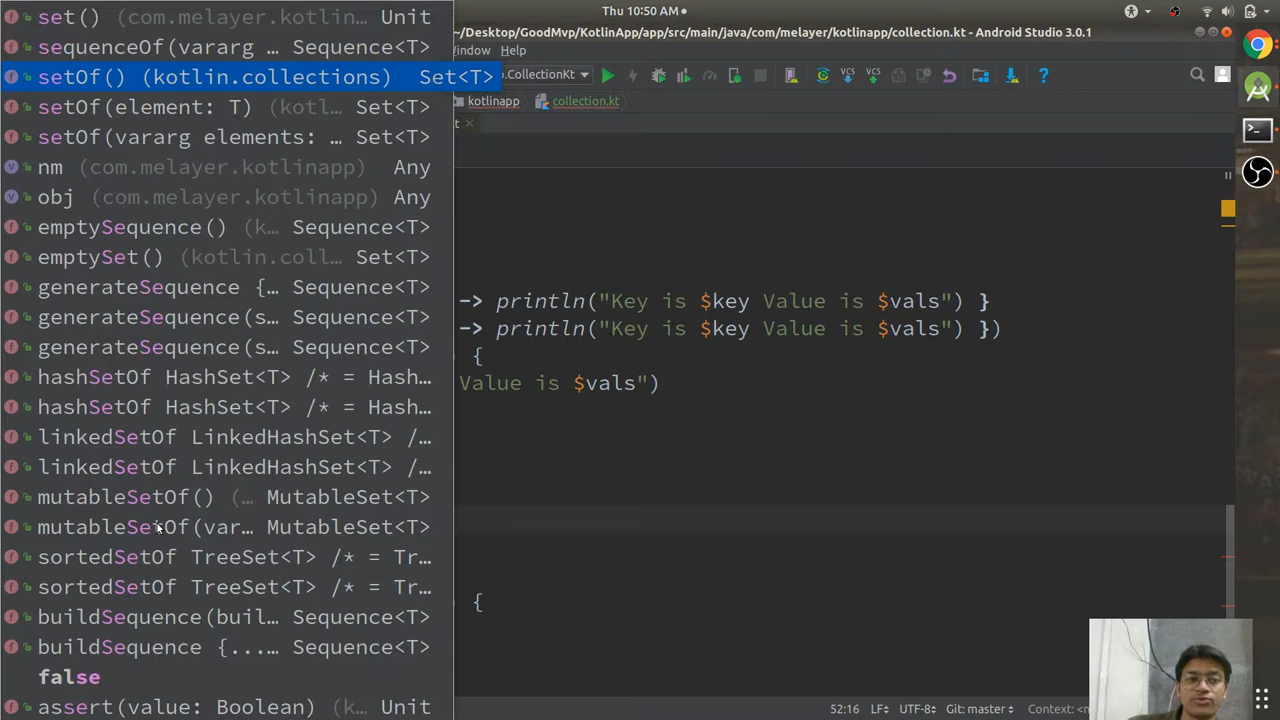 Thu 10:50 AM
~/Desktop/GoodMvp/KotlinApp/app/src/main/java/com/melayer/kotlinapp/collection.kt - Android Studio 3.0.1
indow Help
.CollectionKt
kotlinapp collection.kt
set() (com.melayer.kotlin… Unit
sequenceOf(vararg … Sequence<T>
setOf() (kotlin.collections) Set<T>
setOf(element: T) (kotl… Set<T>
setOf(vararg elements: … Set<T>
nm (com.melayer.kotlinapp) Any
obj (com.melayer.kotlinapp) Any
emptySequence() (k… Sequence<T>
emptySet() (kotlin.coll… Set<T>
generateSequence {… Sequence<T>
generateSequence(s… Sequence<T>
generateSequence(s… Sequence<T>
hashSetOf HashSet<T> /* = Hash…
hashSetOf HashSet<T> /* = Hash…
linkedSetOf LinkedHashSet<T> /…
linkedSetOf LinkedHashSet<T> /…
mutableSetOf() (… MutableSet<T>
mutableSetOf(var… MutableSet<T>
sortedSetOf TreeSet<T> /* = Tr…
sortedSetOf TreeSet<T> /* = Tr…
buildSequence(buil… Sequence<T>
buildSequence {...… Sequence<T>
false
assert(value: Boolean) (k… Unit
-> println("Key is $key Value is $vals") }
-> println("Key is $key Value is $vals") })
{
Value is $vals")
{
52:16 LF÷ UTF-8÷ Git: master÷ Context: <n